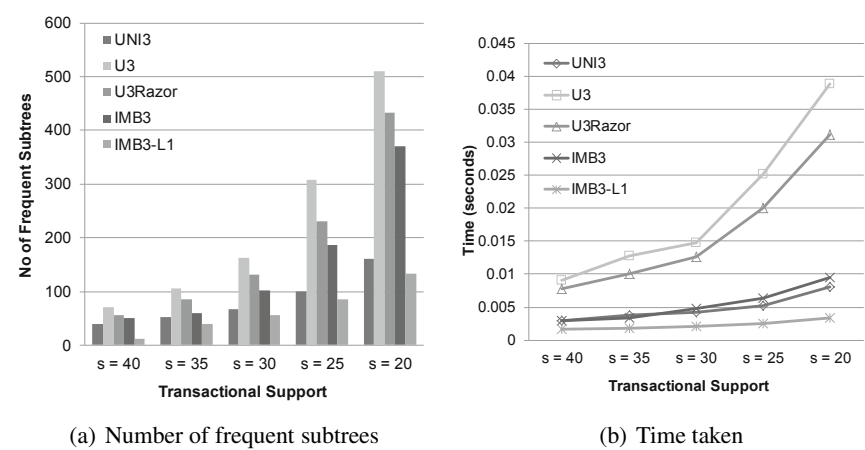 600
500
400
300
200
100
0
No of Frequent Subtrees
UNI3
U3
U3Razor
IMB3
IMB3-L1
s = 40 s = 35 s = 30 s = 25 s = 20
Transactional Support
(a) Number of frequent subtrees
0.045
0.04
0.035
0.03
0.025
0.02
0.015
0.01
0.005
0
Time (seconds)
UNI3
U3
U3Razor
IMB3
IMB3-L1
s = 40 s = 35 s = 30 s = 25 s = 20
Transactional Support
(b) Time taken